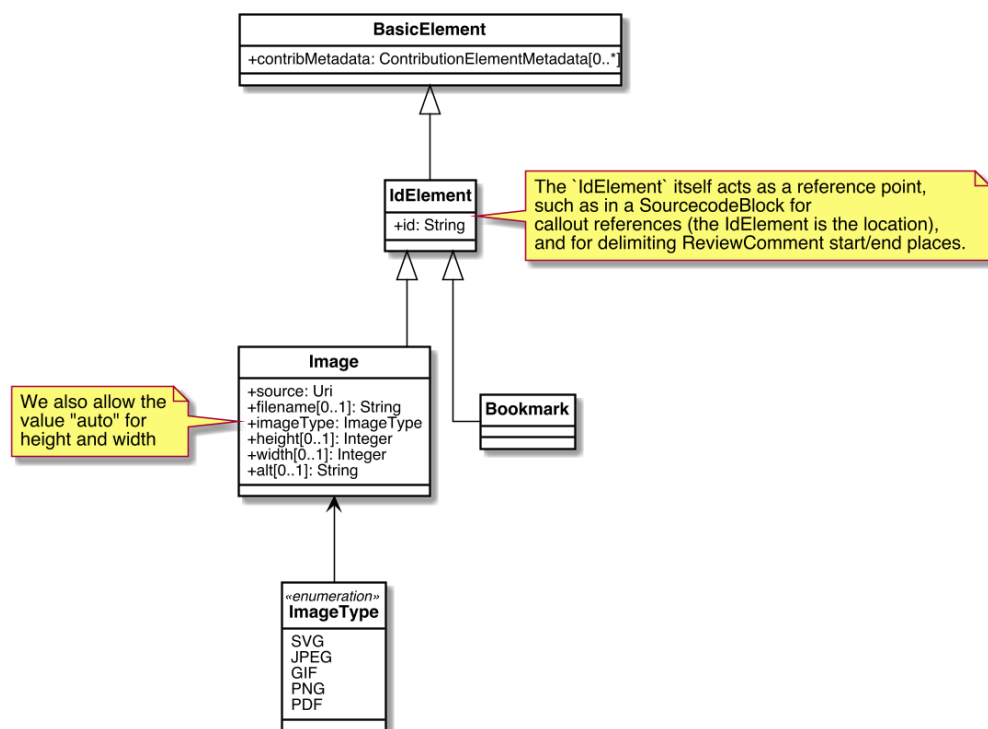 BasicElement
+contribMetadata: ContributionElementMetadata[0..*]
IdElement
+id: String
The `IdElement` itself acts as a reference point,
such as in a SourcecodeBlock for
callout references (the IdElement is the location),
and for delimiting ReviewComment start/end places.
Image
+source: Uri
+filename[0..1]: String
+imageType: ImageType
+height[0..1]: Integer
+width[0..1]: Integer
+alt[0..1]: String
We also allow the
value "auto" for
height and width
Bookmark
«enumeration»
ImageType
SVG
JPEG
GIF
PNG
PDF